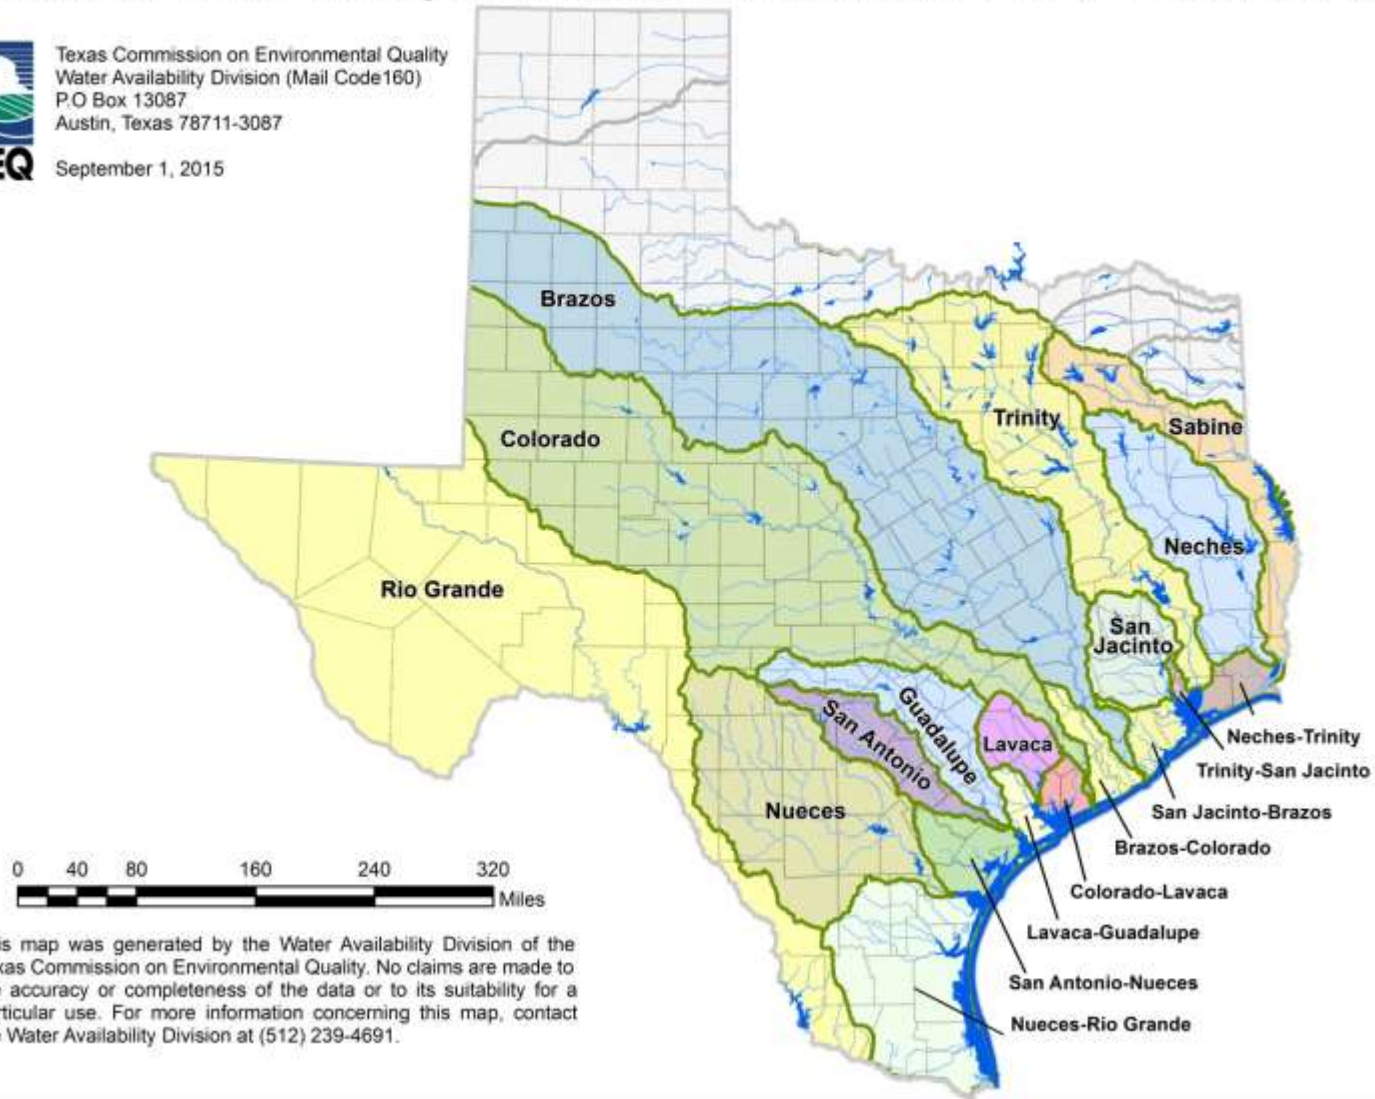 Texas Commission on Environmental Quality
Water Availability Division (Mail Code160)
P.O Box 13087
Austin, Texas 78711-3087
EQ
September 1, 2015
Brazos
Trinity
Sabine
Colorado
Neches
Rio Grande
San
Jacinto
Guadalupe
San Antonio
Lavaca
Neches-Trinity
Trinity-San Jacinto
Nueces
San Jacinto-Brazos
Brazos-Colorado
Colorado-Lavaca
Lavaca-Guadalupe
San Antonio-Nueces
Nueces-Rio Grande
0 40 80 160 240 320
Miles
is map was generated by the Water Availability Division of the
xas Commission on Environmental Quality. No claims are made to
e accuracy or completeness of the data or to its suitability for a
rticular use. For more information concerning this map, contact
e Water Availability Division at (512) 239-4691.